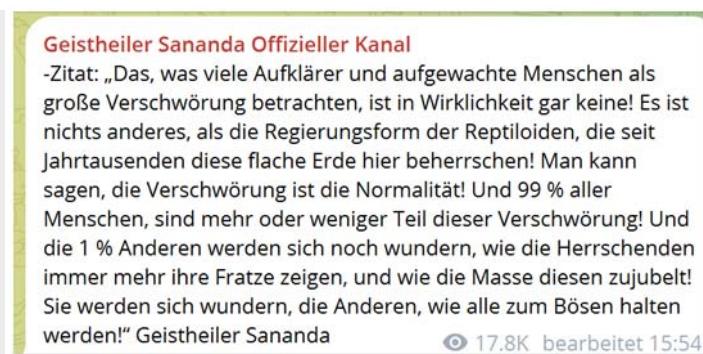 Geistheiler Sananda Offizieller Kanal
-Zitat: „Das, was viele Aufklärer und aufgewachte Menschen als
große Verschwörung betrachten, ist in Wirklichkeit gar keine! Es ist
nichts anderes, als die Regierungsform der Reptiloiden, die seit
Jahrtausenden diese flache Erde hier beherrschen! Man kann
sagen, die Verschwörung ist die Normalität! Und 99 % aller
Menschen, sind mehr oder weniger Teil dieser Verschwörung! Und
die 1 % Anderen werden sich noch wundern, wie die Herrschenden
immer mehr ihre Fratze zeigen, und wie die Masse diesen zujubelt!
Sie werden sich wundern, die Anderen, wie alle zum Bösen halten
werden!“ Geistheiler Sananda
17.8K bearbeitet 15:54